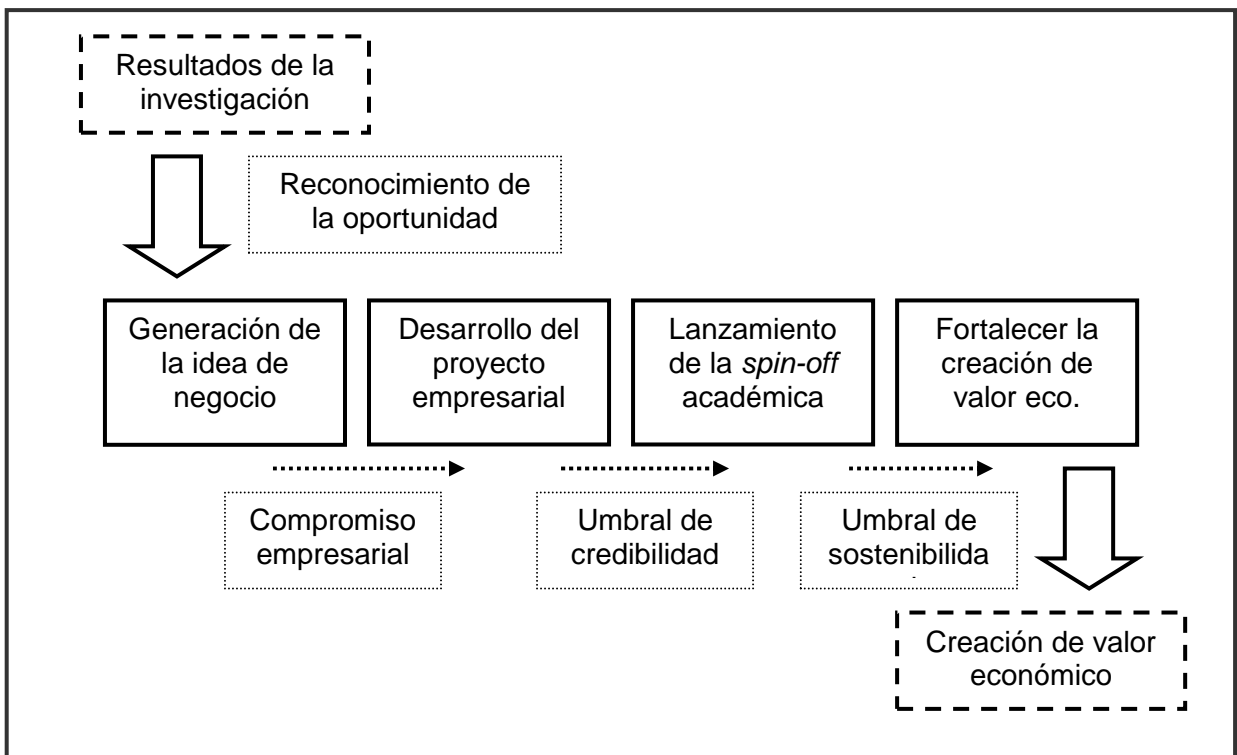 Resultados de la
investigación
Reconocimiento de
la oportunidad
Generación de
la idea de
negocio
Desarrollo del
proyecto
empresarial
Lanzamiento
de la spin-off
académica
Fortalecer la
creación de
valor eco.
Compromiso
empresarial
Umbral de
credibilidad
Umbral de
sostenibilida
Creación de valor
económico